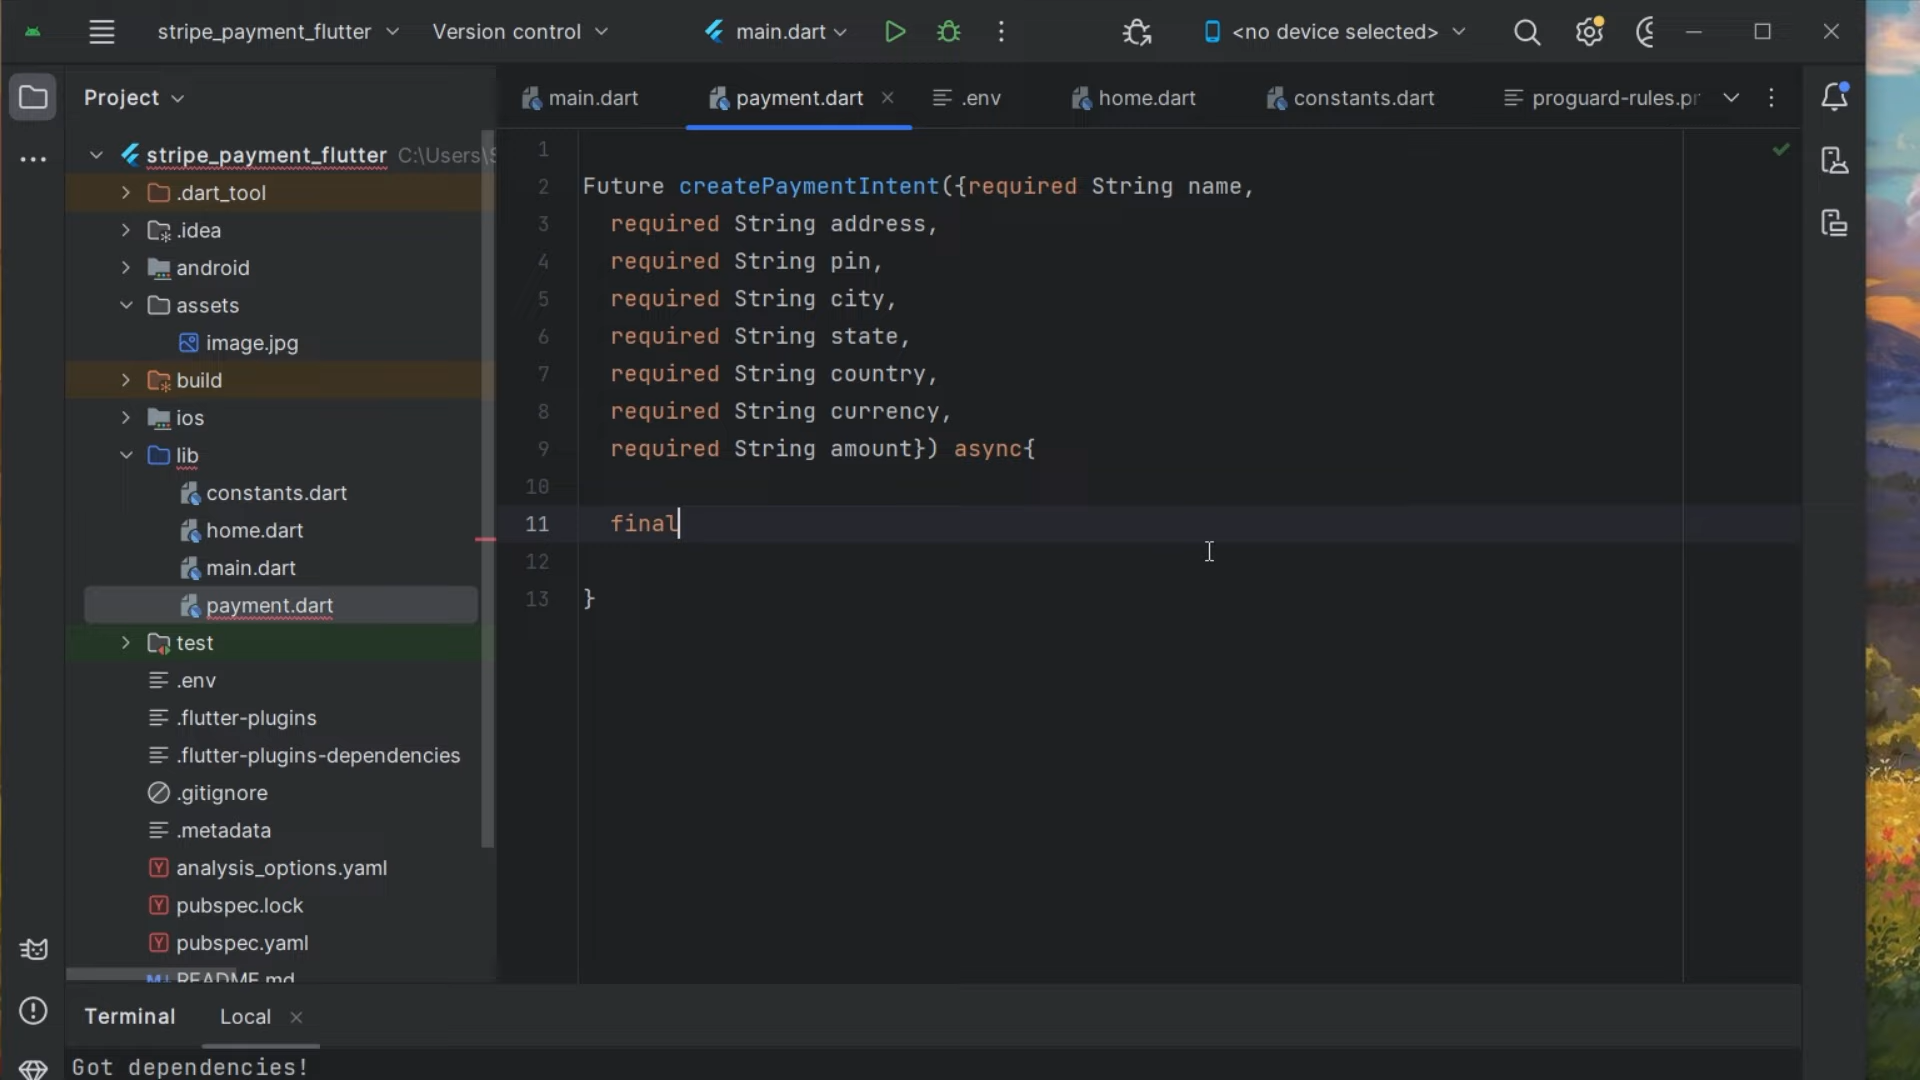 stripe_payment_flutter
Version control
main.dart
<no device selected>
Project
main.dart
payment.dart
.env
home.dart
constants.dart
proguard-rules.pr
stripe_payment_flutter C:\Users\S
.dart_tool
.idea
android
assets
image.jpg
build
ios
lib
constants.dart
home.dart
main.dart
payment.dart
test
.env
.flutter-plugins
.flutter-plugins-dependencies
.gitignore
.metadata
analysis_options.yaml
pubspec.lock
pubspec.yaml
README.md
1
2 Future createPaymentIntent({required String name,
3 required String address,
4 required String pin,
5 required String city,
6 required String state,
7 required String country,
8 required String currency,
9 required String amount}) async{
10
11 final
12
13 }
Terminal
Local
Got dependencies!